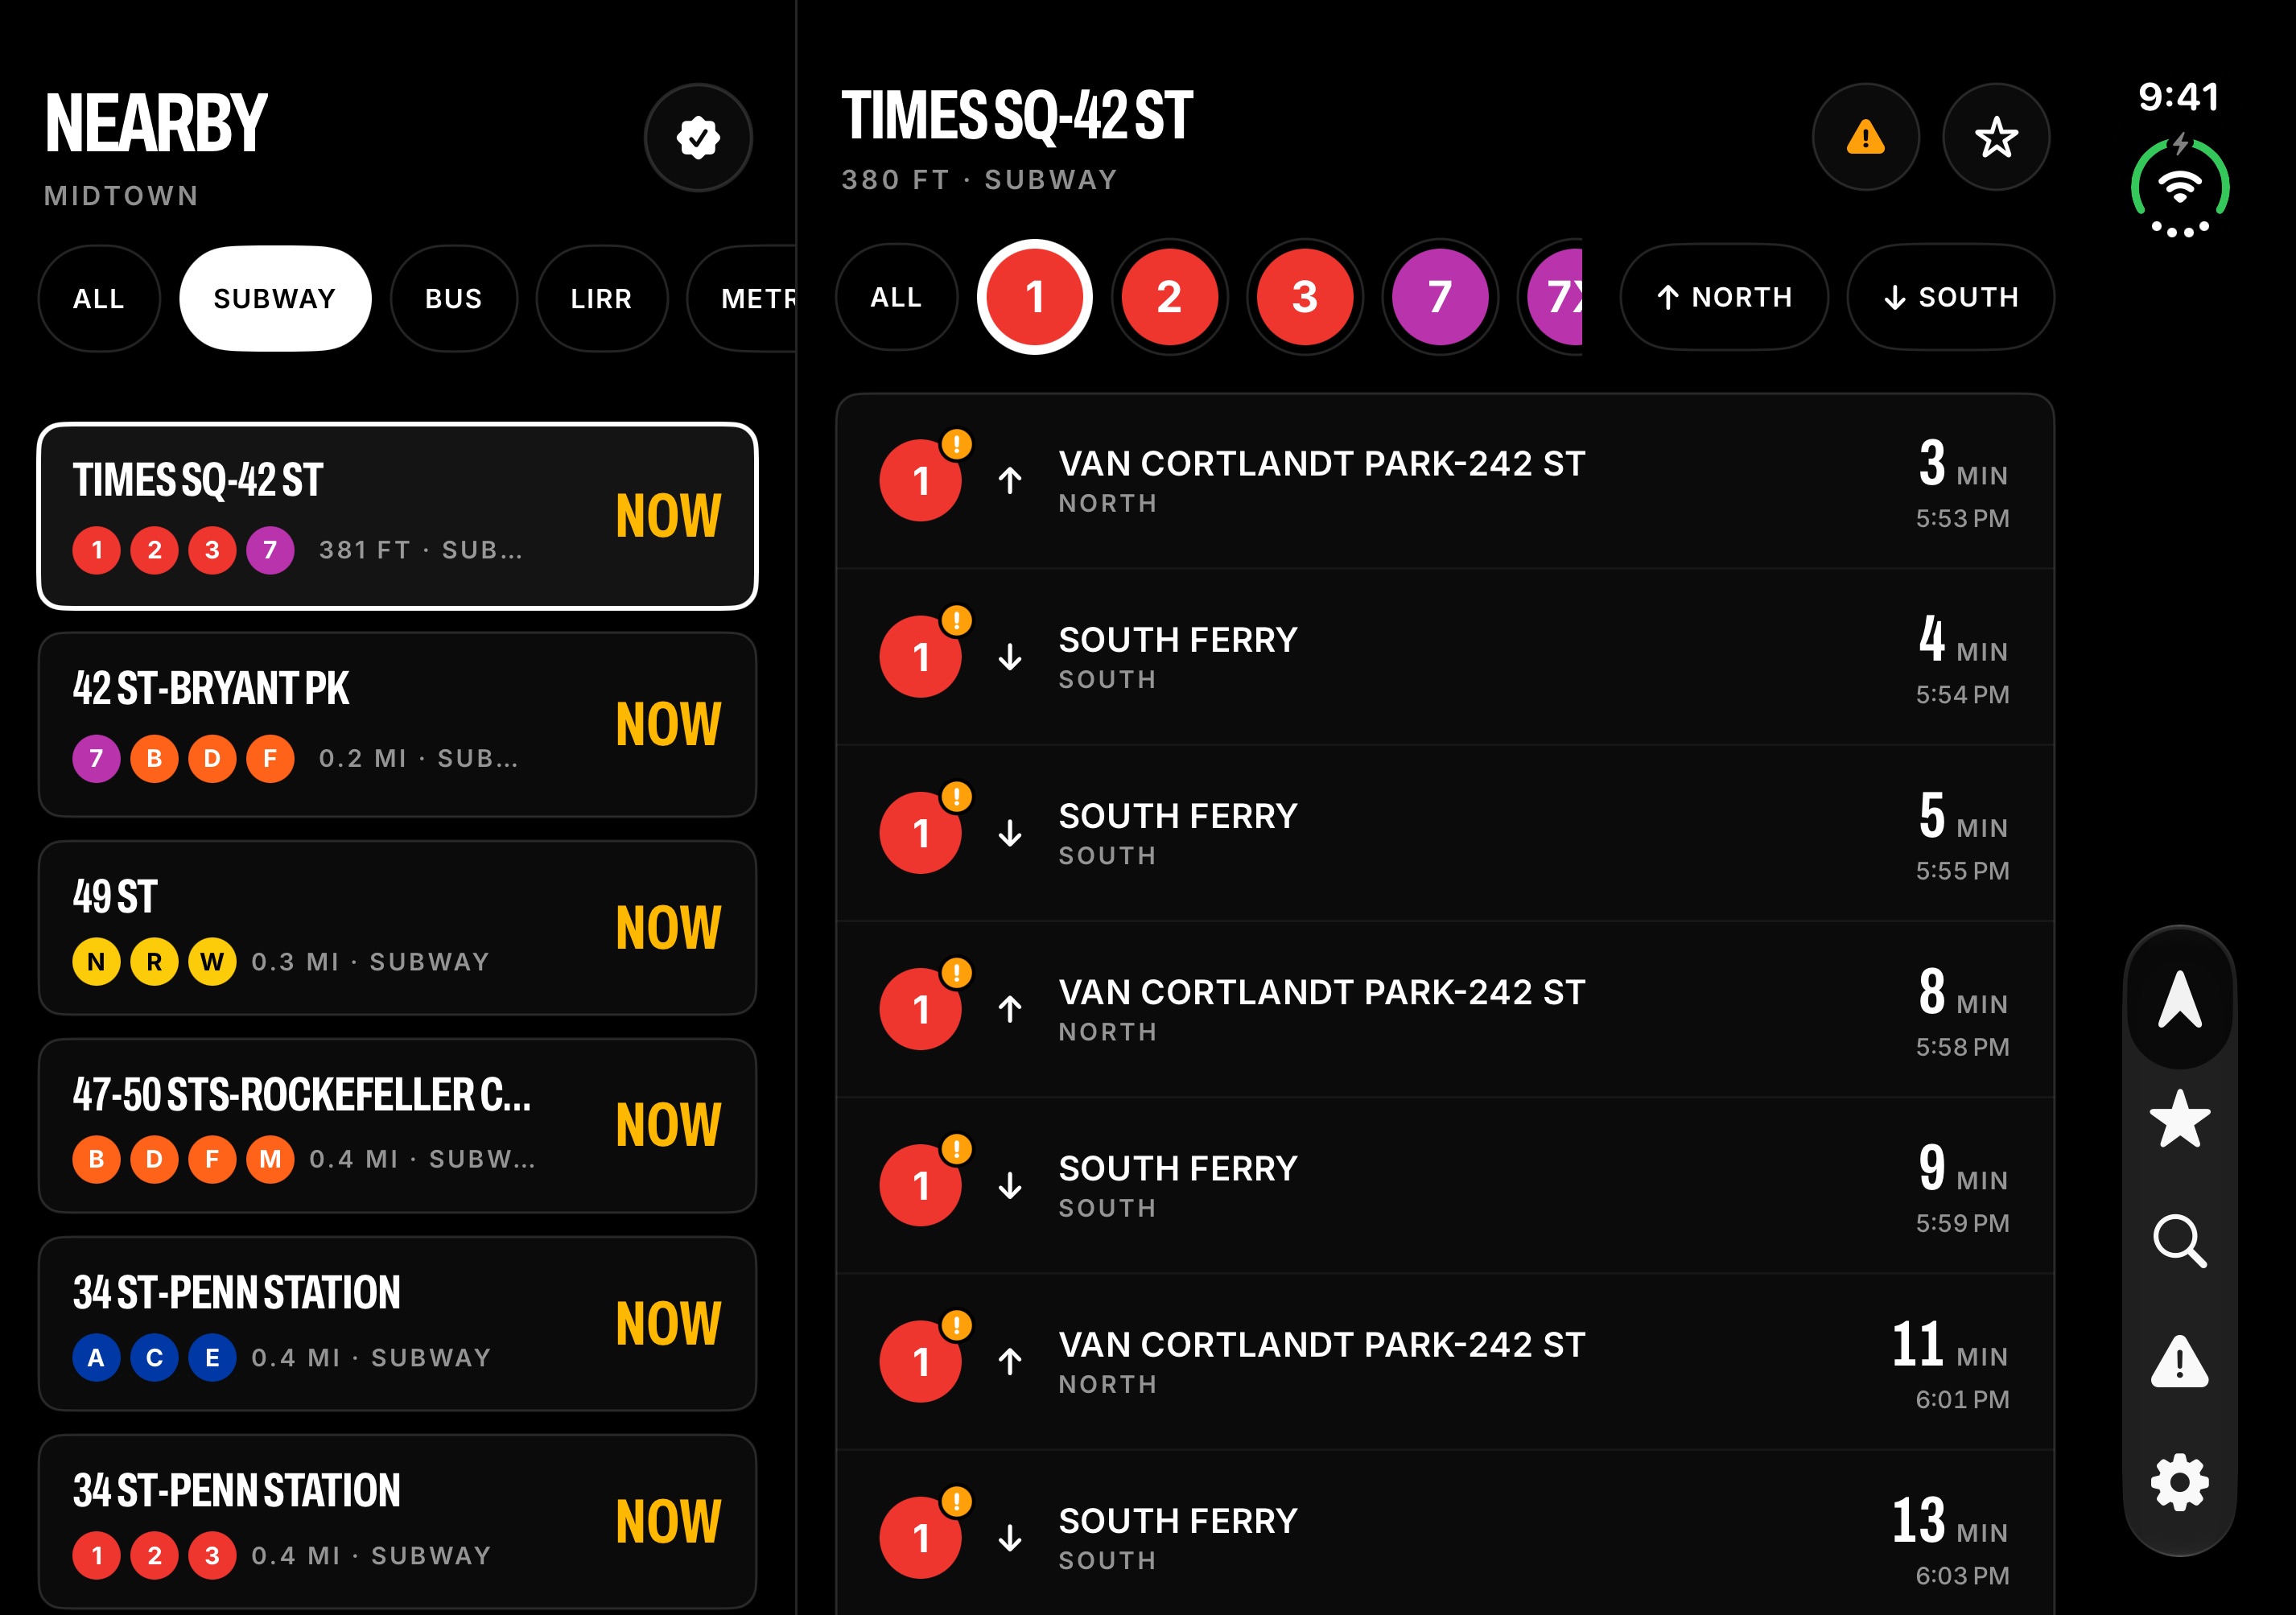 NEARBY
MIDTOWN
ALL SUBWAY BUS LIRR METR
TIMES SQ-42 ST
NOW
1 2 3 7 381 FT · SUB...
42 ST-BRYANT PK
NOW
7 B D F 0.2 MI · SUB...
49 ST
NOW
N R W 0.3 MI · SUBWAY
47-50 STS-ROCKEFELLER C...
NOW
B D F M 0.4 MI · SUBW...
34 ST-PENN STATION
NOW
A C E 0.4 MI · SUBWAY
34 ST-PENN STATION
NOW
1 2 3 0.4 MI · SUBWAY
TIMES SQ-42 ST
380 FT · SUBWAY
ALL 1 2 3 7 7X ↑ NORTH ↓ SOUTH
1 ↑ VAN CORTLANDT PARK-242 ST 3 MIN
NORTH 5:53 PM
1 ↓ SOUTH FERRY 4 MIN
SOUTH 5:54 PM
1 ↓ SOUTH FERRY 5 MIN
SOUTH 5:55 PM
1 ↑ VAN CORTLANDT PARK-242 ST 8 MIN
NORTH 5:58 PM
1 ↓ SOUTH FERRY 9 MIN
SOUTH 5:59 PM
1 ↑ VAN CORTLANDT PARK-242 ST 11 MIN
NORTH 6:01 PM
1 ↓ SOUTH FERRY 13 MIN
SOUTH 6:03 PM
9:41